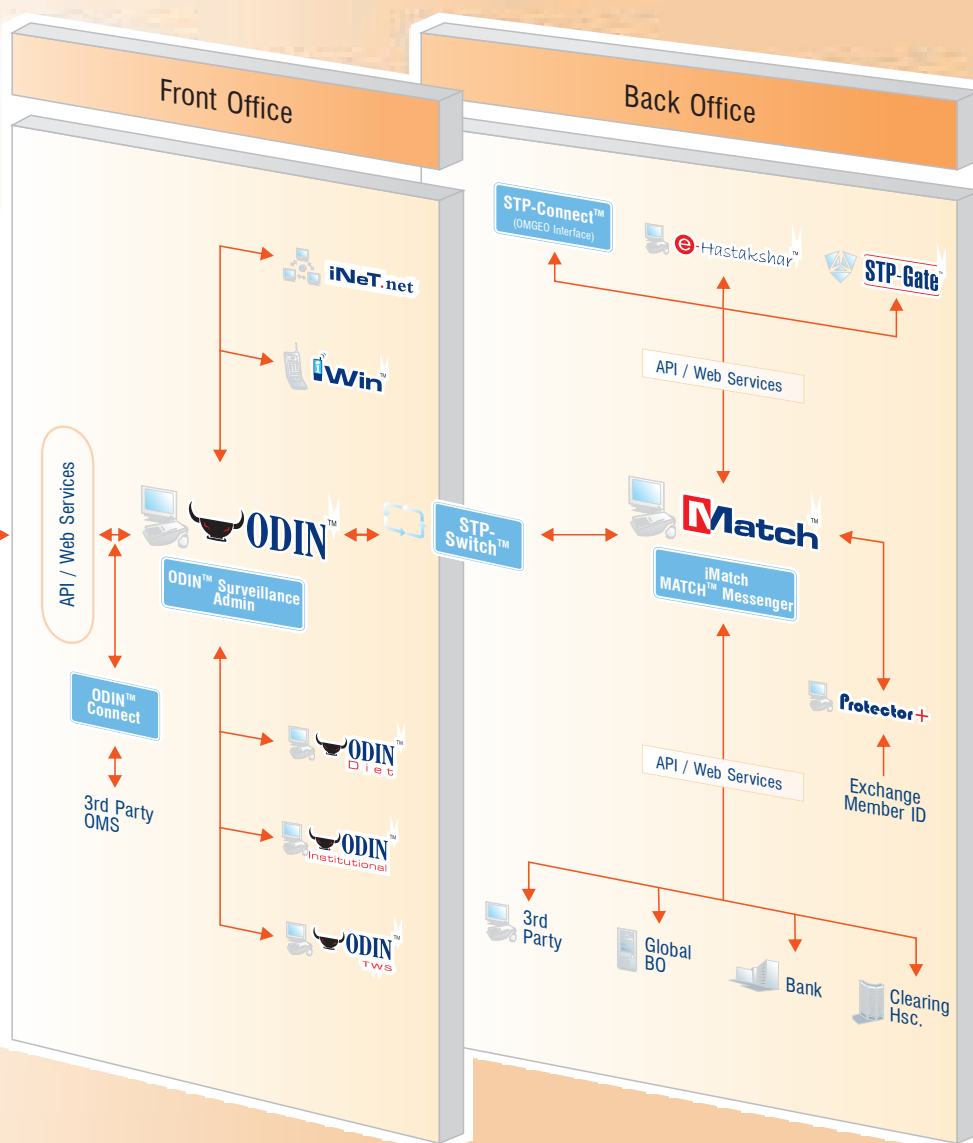 Front Office
Back Office
iNeT.net
iWin™
API / Web Services
ODIN™
ODIN™ Surveillance
Admin
ODIN™
Connect
3rd Party
OMS
ODIN™
Diet
ODIN™
Institutional
ODIN™
TWS
STP-
Switch™
STP-Connect™
(OMGEO Interface)
e-Hastakshar™
STP-Gate™
API / Web Services
Match™
iMatch
MATCH™ Messenger
Protector+
Exchange
Member ID
API / Web Services
3rd
Party
Global
BO
Bank
Clearing
Hsc.